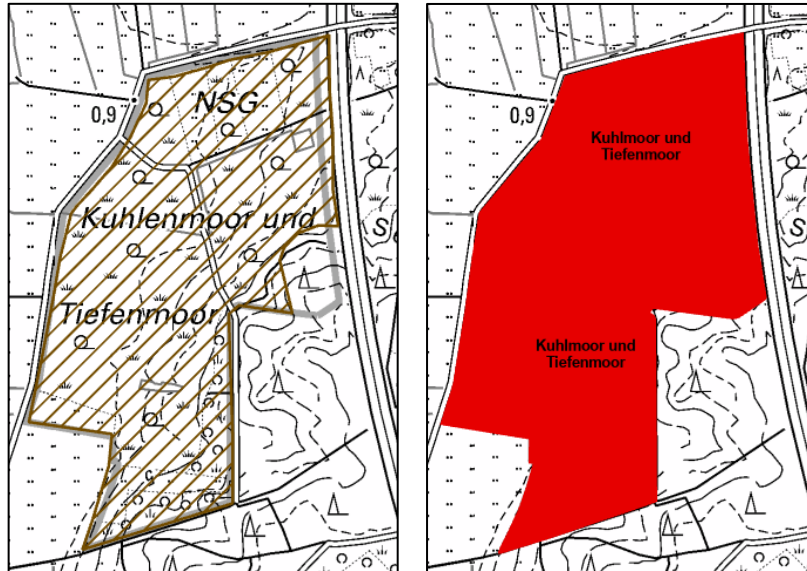 NSG
0,9
Kuhlenmoor und
Tiefenmoor
S
0,9
Kuhlmoor und
Tiefenmoor
S
Kuhlmoor und
Tiefenmoor